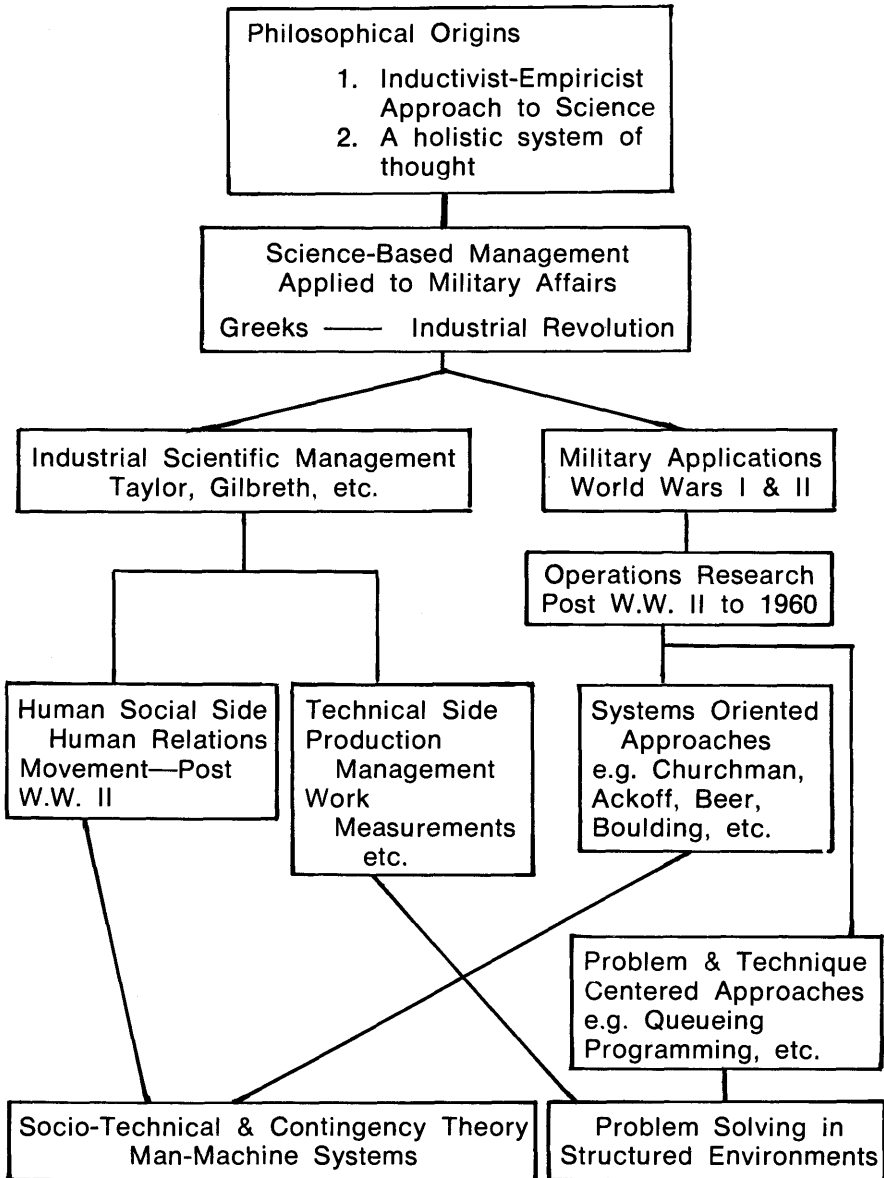 Philosophical Origins
1. Inductivist-Empiricist
Approach to Science
2. A holistic system of
thought
Science-Based Management
Applied to Military Affairs
Greeks —— Industrial Revolution
Industrial Scientific Management
Taylor, Gilbreth, etc.
Military Applications
World Wars I & II
Operations Research
Post W.W. II to 1960
Human Social Side
Human Relations
Movement—Post
W.W. II
Technical Side
Production
Management
Work
Measurements
etc.
Systems Oriented
Approaches
e.g. Churchman,
Ackoff, Beer,
Boulding, etc.
Problem & Technique
Centered Approaches
e.g. Queueing
Programming, etc.
Socio-Technical & Contingency Theory
Man-Machine Systems
Problem Solving in
Structured Environments